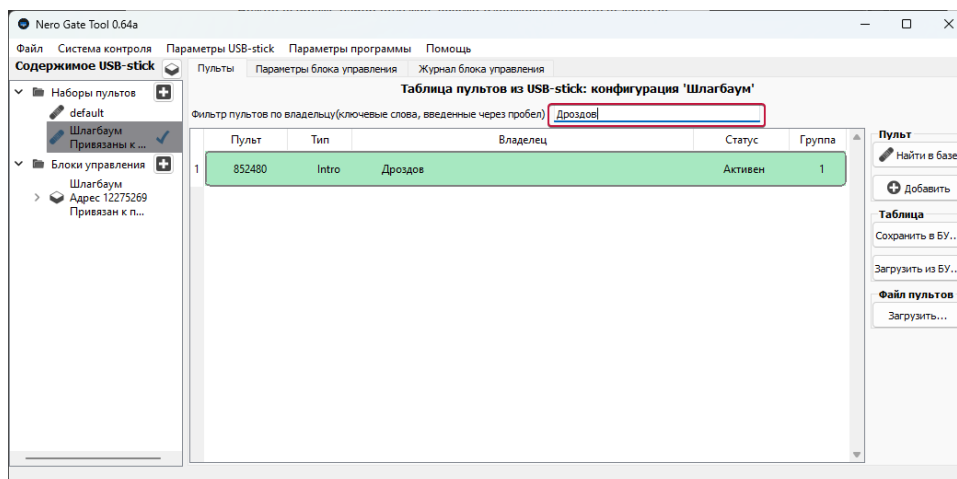 Nero Gate Tool 0.64a
Файл Система контроля Параметры USB-stick Параметры программы Помощь
Содержимое USB-stick
Наборы пультов
default
Шлагбаум
Привязаны к ...
Блоки управления
Шлагбаум
Адрес 12275269
Привязан к п...
Пульты Параметры блока управления Журнал блока управления
Таблица пультов из USB-stick: конфигурация 'Шлагбаум'
Фильтр пультов по владельцу(ключевые слова, введенные через пробел) Дроздов
Пульт Тип Владелец Статус Группа
1 852480 Intro Дроздов Активен 1
Пульт
Найти в базе
Добавить
Таблица
Сохранить в БУ...
Загрузить из БУ...
Файл пультов
Загрузить...